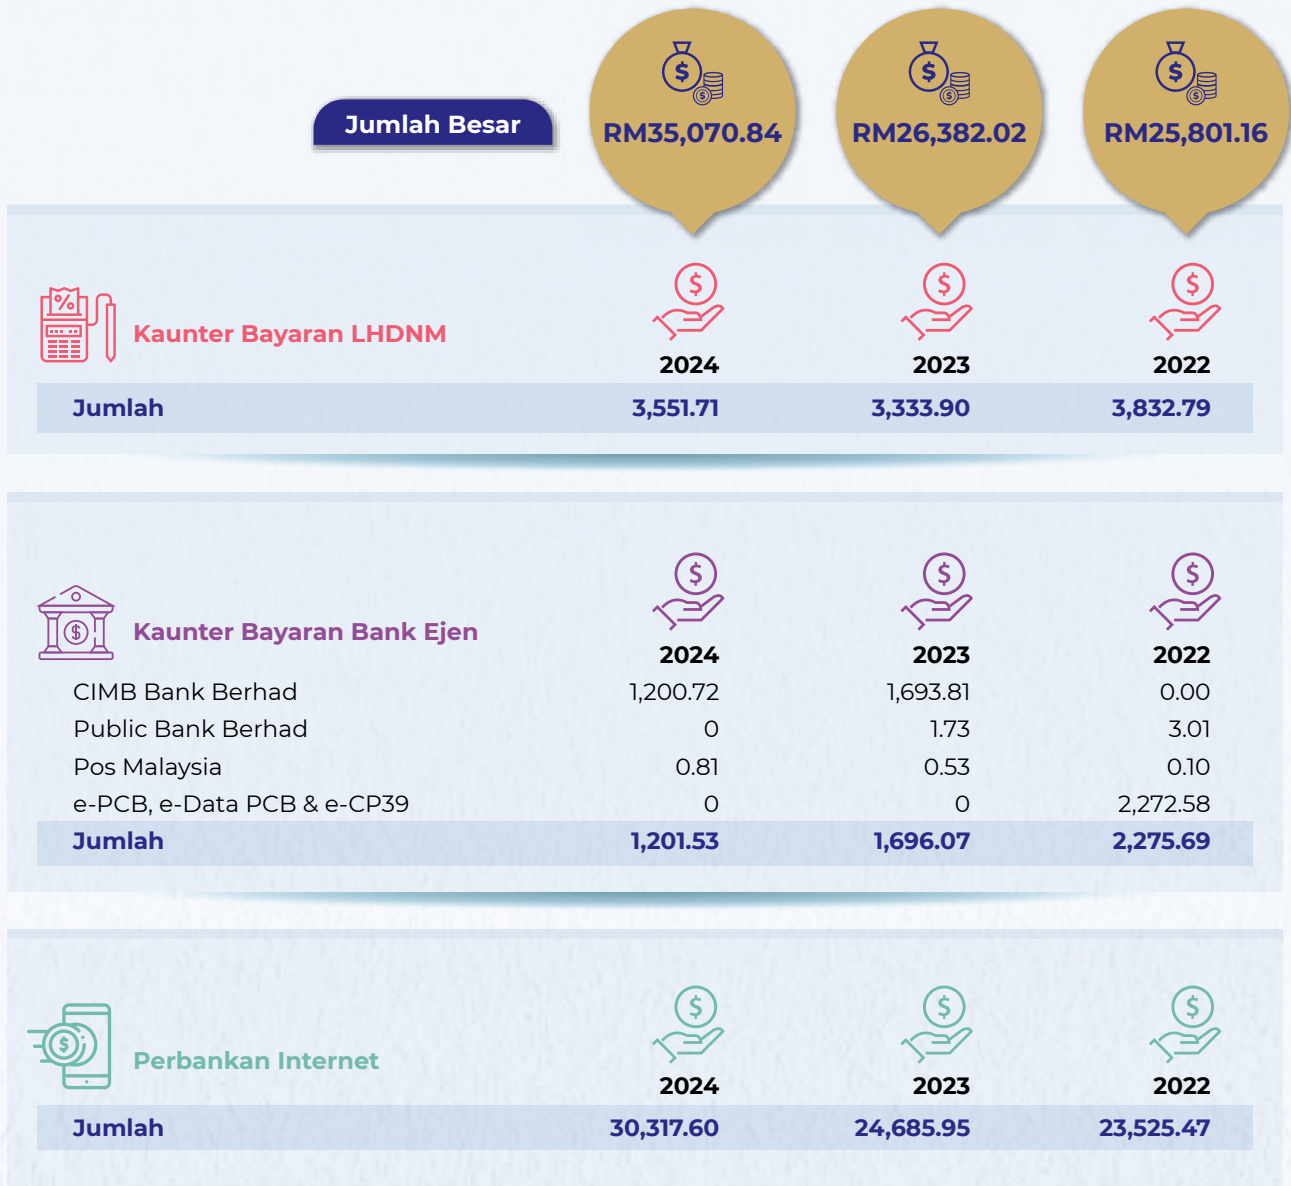 Jumlah Besar
RM35,070.84 RM26,382.02 RM25,801.16
Kaunter Bayaran LHDNM
2024 2023 2022
Jumlah 3,551.71 3,333.90 3,832.79
Kaunter Bayaran Bank Ejen
2024 2023 2022
CIMB Bank Berhad 1,200.72 1,693.81 0.00
Public Bank Berhad 0 1.73 3.01
Pos Malaysia 0.81 0.53 0.10
e-PCB, e-Data PCB & e-CP39 0 0 2,272.58
Jumlah 1,201.53 1,696.07 2,275.69
Perbankan Internet
2024 2023 2022
Jumlah 30,317.60 24,685.95 23,525.47